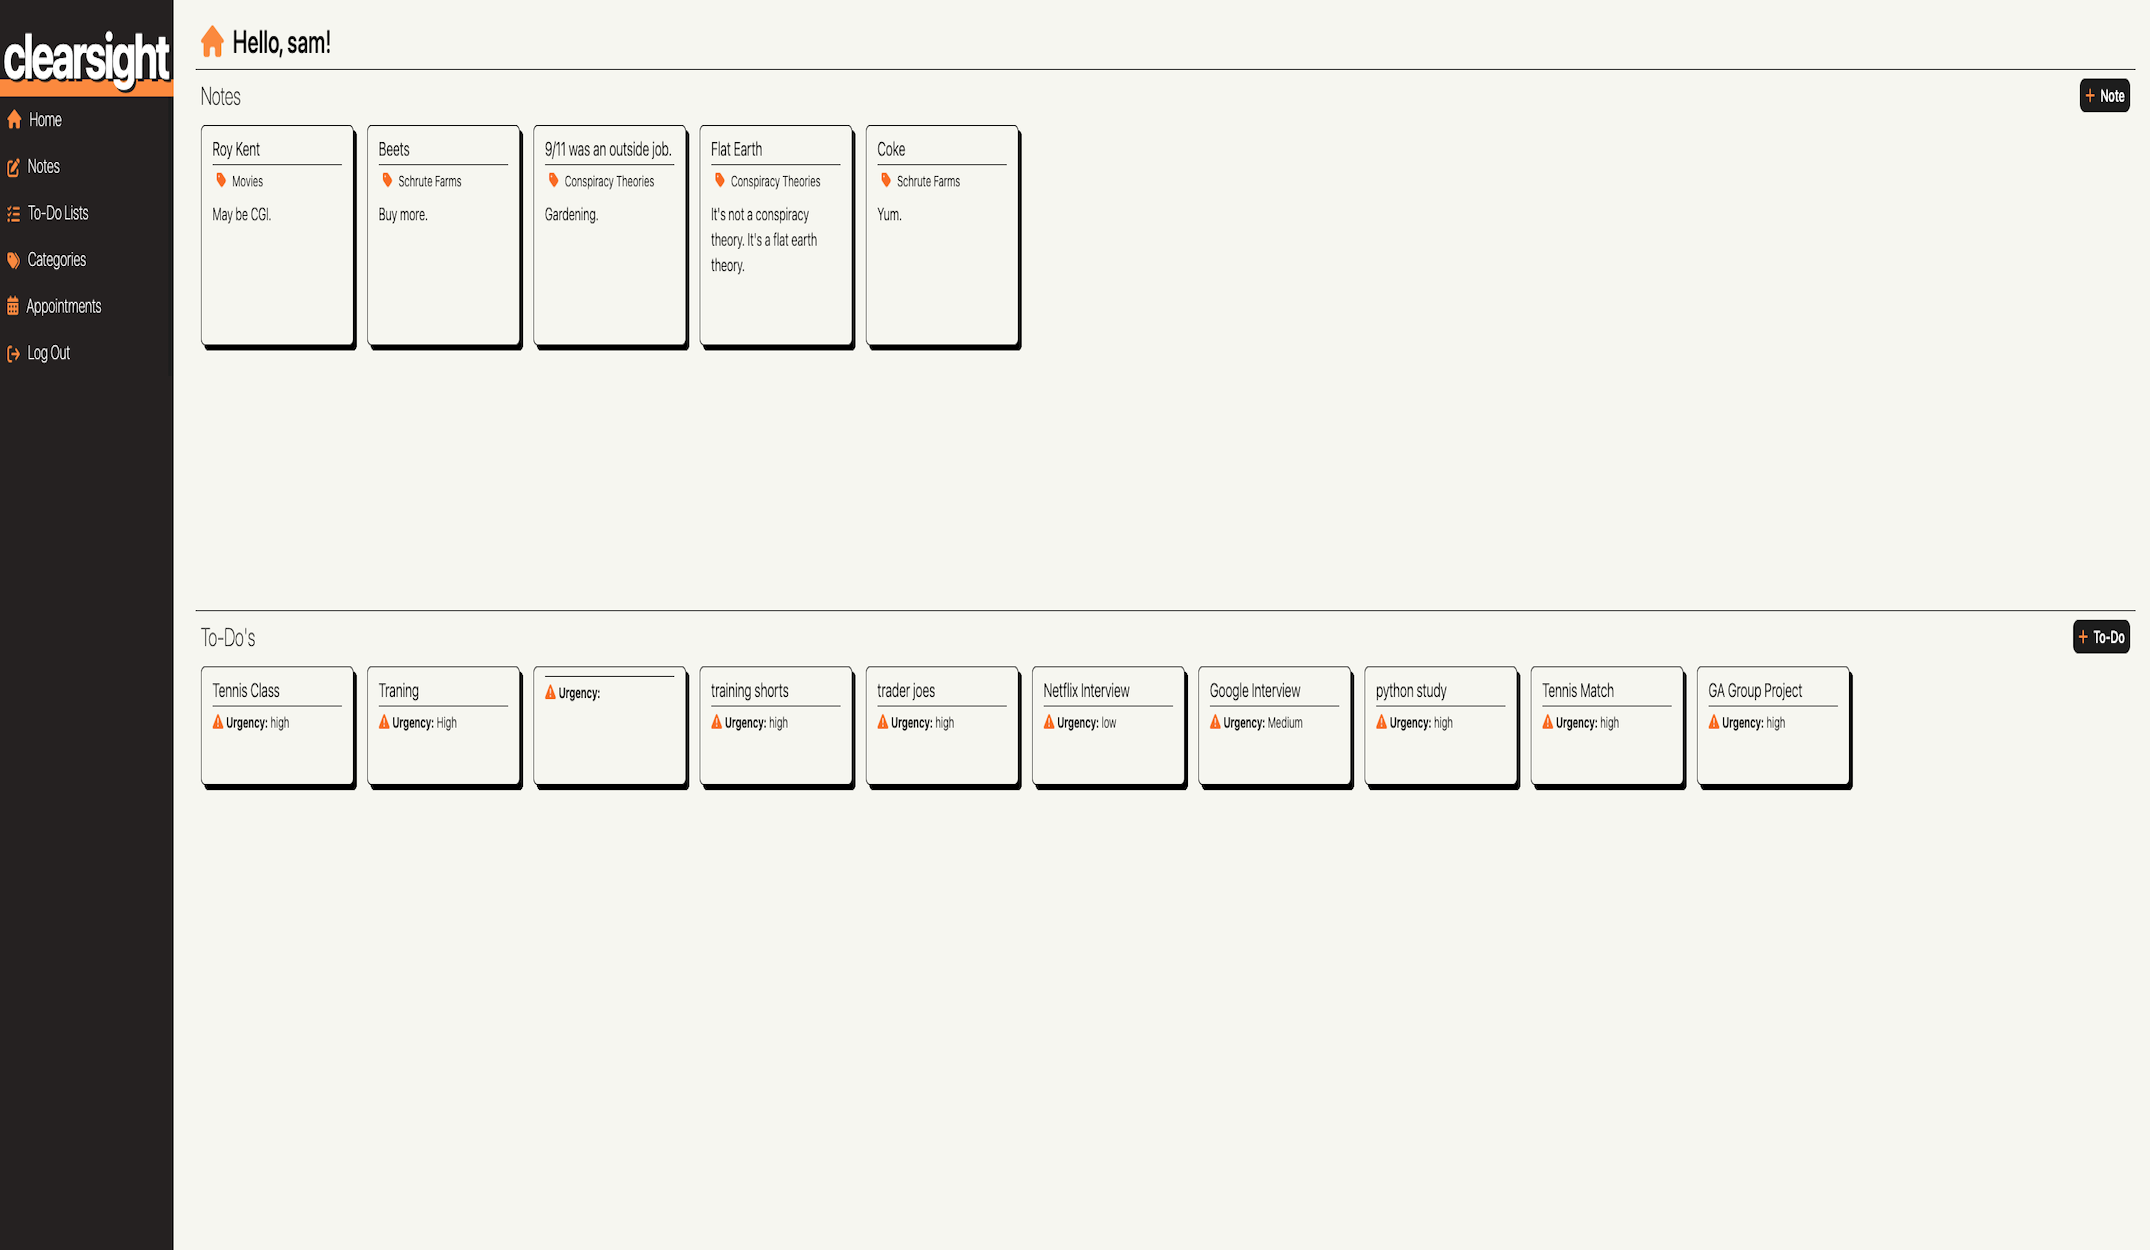 clearsight
Home
Notes
To-Do Lists
Categories
Appointments
Log Out
Hello, sam!
Notes
+ Note
Roy Kent
Movies
May be CGI.
Beets
Schrute Farms
Buy more.
9/11 was an outside job.
Conspiracy Theories
Gardening.
Flat Earth
Conspiracy Theories
It's not a conspiracy
theory. It's a flat earth
theory.
Coke
Schrute Farms
Yum.
To-Do's
+ To-Do
Tennis Class
Urgency: high
Traning
Urgency: High
Urgency:
training shorts
Urgency: high
trader joes
Urgency: high
Netflix Interview
Urgency: low
Google Interview
Urgency: Medium
python study
Urgency: high
Tennis Match
Urgency: high
GA Group Project
Urgency: high